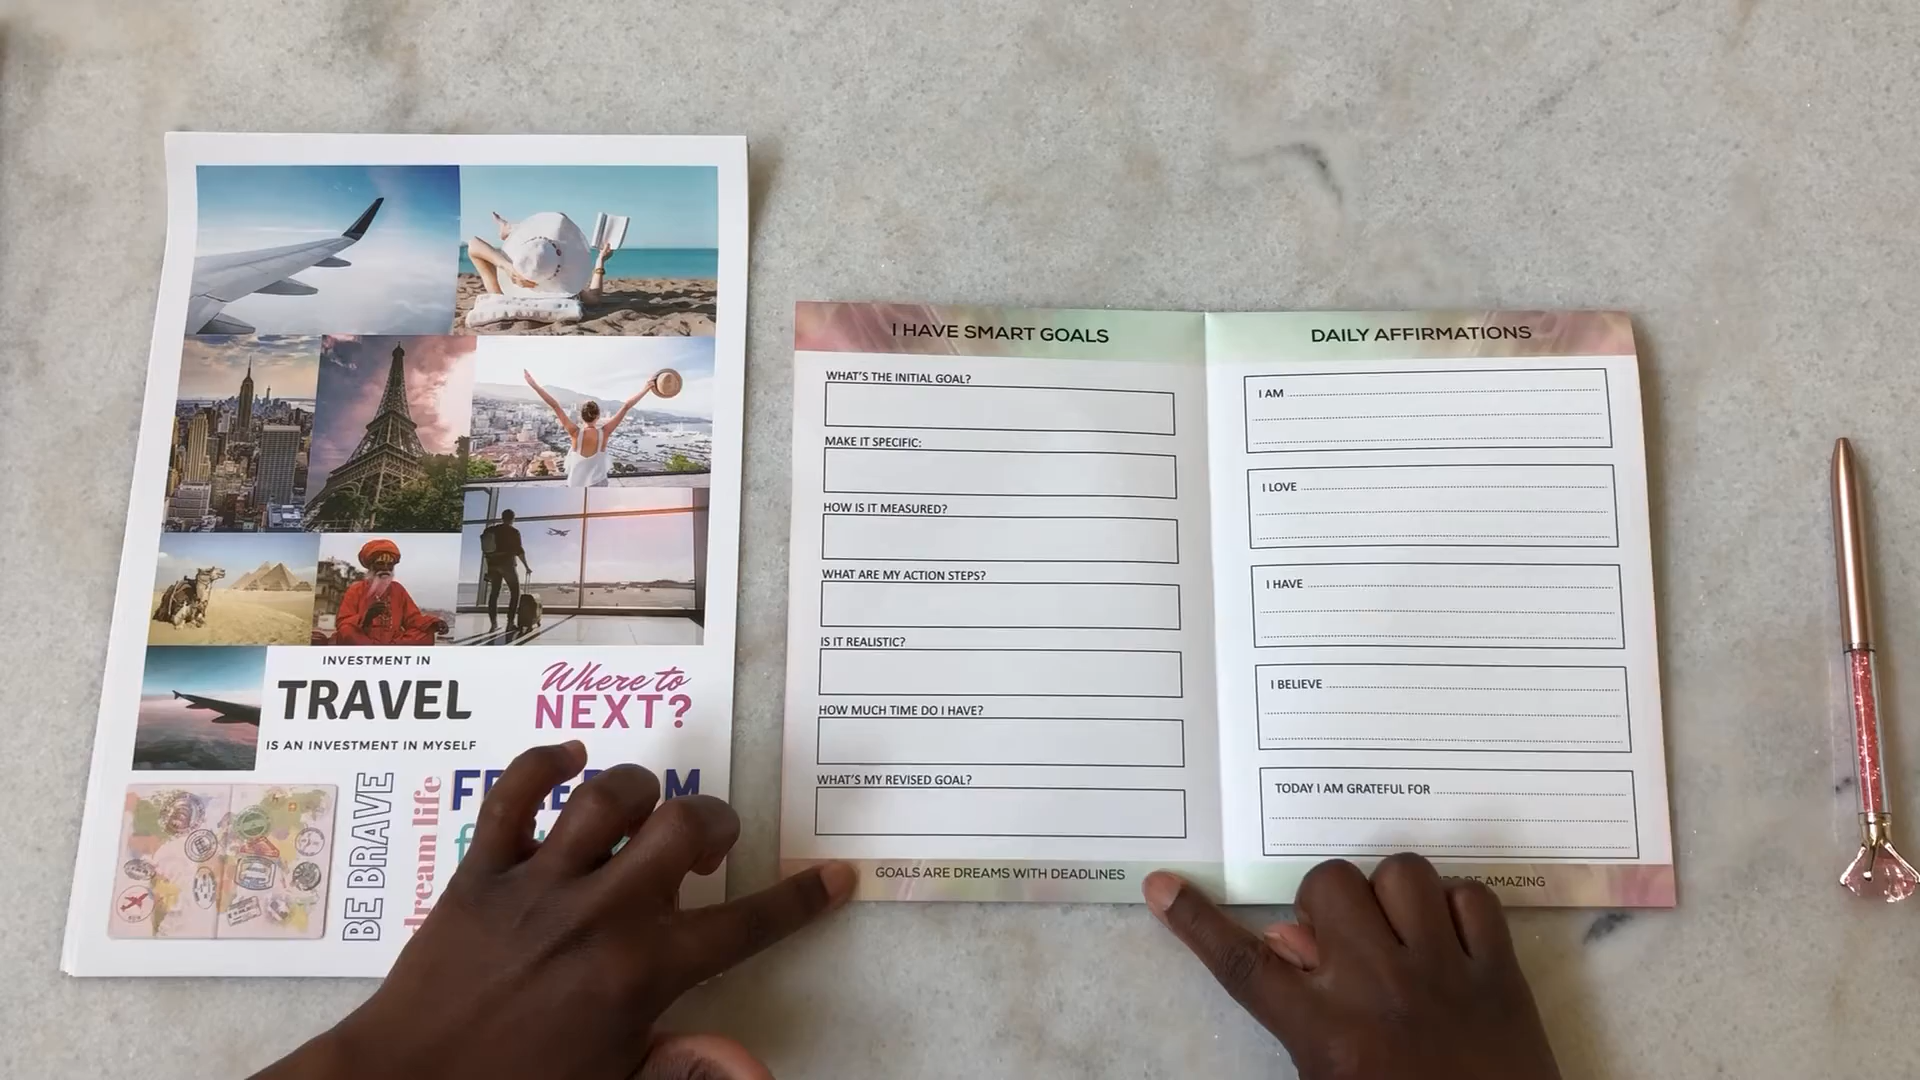 INVESTMENT IN
TRAVEL
IS AN INVESTMENT IN MYSELF
Where to
NEXT?
BE BRAVE
dream life
I HAVE SMART GOALS
WHAT'S THE INITIAL GOAL?
MAKE IT SPECIFIC:
HOW IS IT MEASURED?
WHAT ARE MY ACTION STEPS?
IS IT REALISTIC?
HOW MUCH TIME DO I HAVE?
WHAT'S MY REVISED GOAL?
GOALS ARE DREAMS WITH DEADLINES
DAILY AFFIRMATIONS
I AM
I LOVE
I HAVE
I BELIEVE
TODAY I AM GRATEFUL FOR
AMAZING